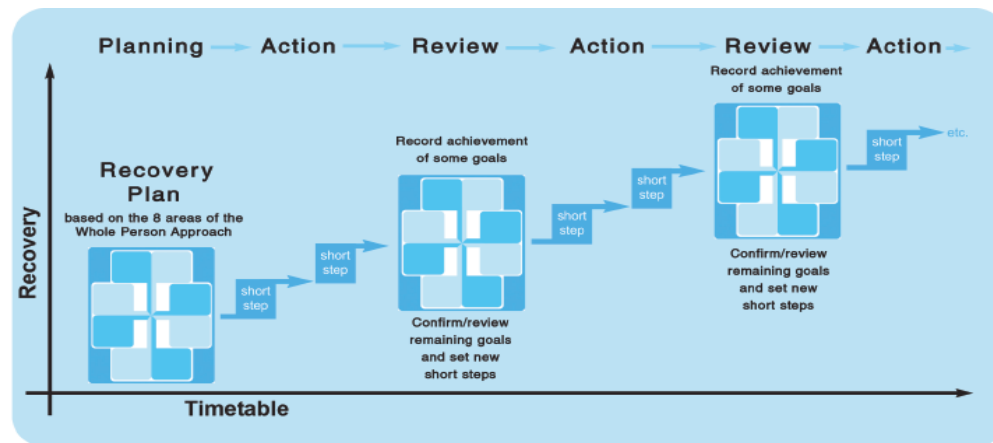 Planning Action Review Action Review Action
Record achievement
of some goals
Record achievement
of some goals
Recovery
Plan
based on the 8 areas of the
Whole Person Approach
short
step
short
step
short
step
short
step
short
step
etc.
Confirm/review
remaining goals
and set new
short steps
Confirm/review
remaining goals
and set new
short steps
Recovery
Timetable